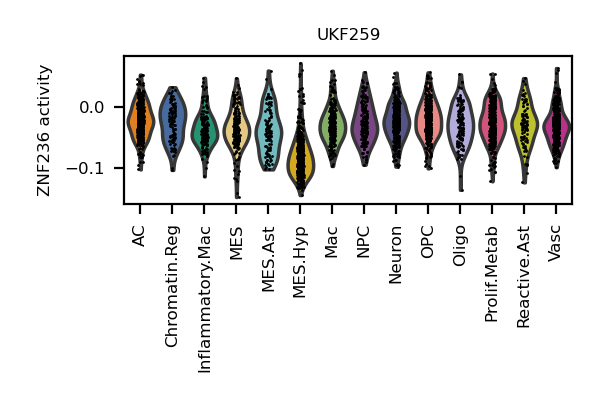 UKF259
ZNF236 activity
0.0
−0.1
AC
Chromatin.Reg
Inflammatory.Mac
MES
MES.Ast
MES.Hyp
Mac
NPC
Neuron
OPC
Oligo
Prolif.Metab
Reactive.Ast
Vasc